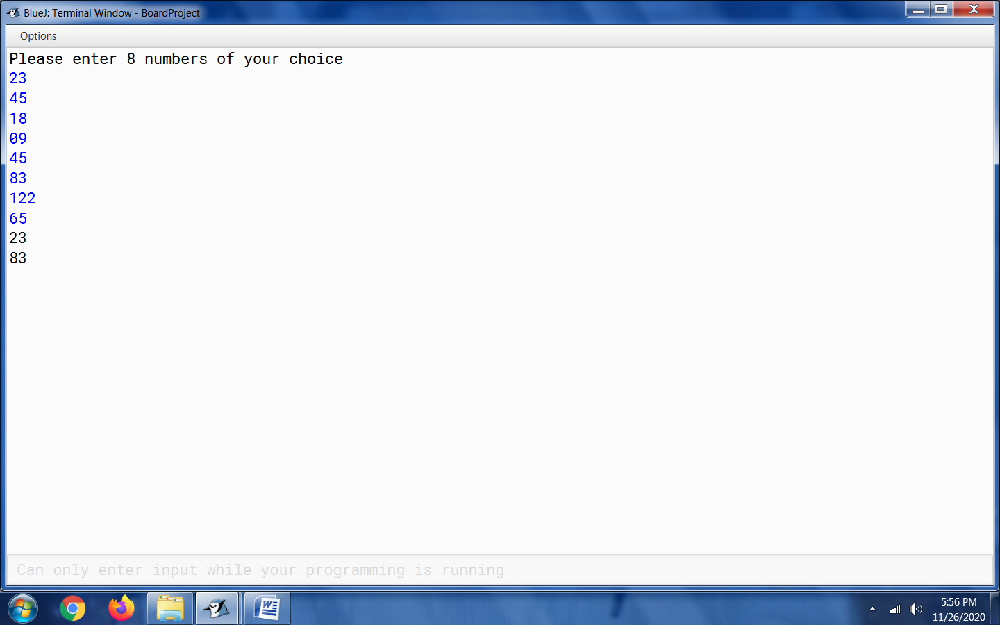 BlueJ: Terminal Window - BoardProject
Options
Please enter 8 numbers of your choice
23
45
18
09
45
83
122
65
23
83
Can only enter input while your programming is running
5:56 PM
11/26/2020